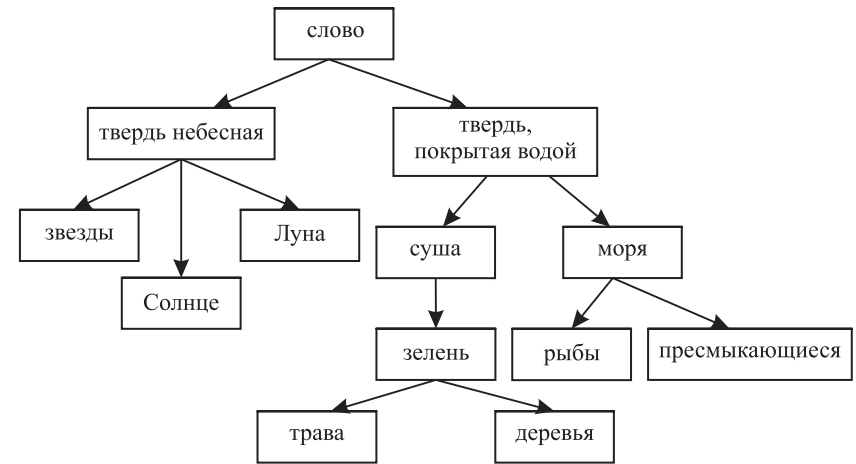 слово
твердь небесная
твердь,
покрытая водой
звезды
Луна
суша
моря
Солнце
зелень
рыбы
пресмыкающиеся
трава
деревья